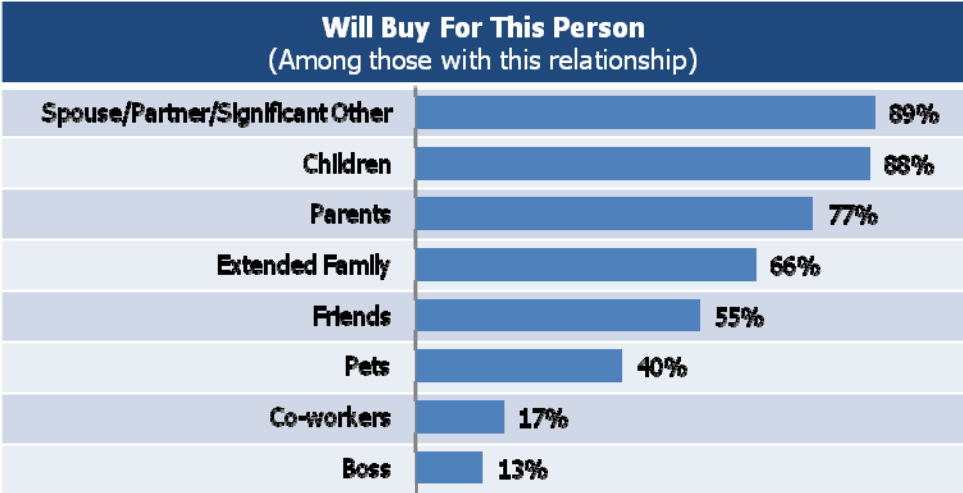 Will Buy For This Person
(Among those with this relationship)
Spouse/Partner/Significant Other 89%
Children 88%
Parents 77%
Extended Family 66%
Friends 55%
Pets 40%
Co-workers 17%
Boss 13%